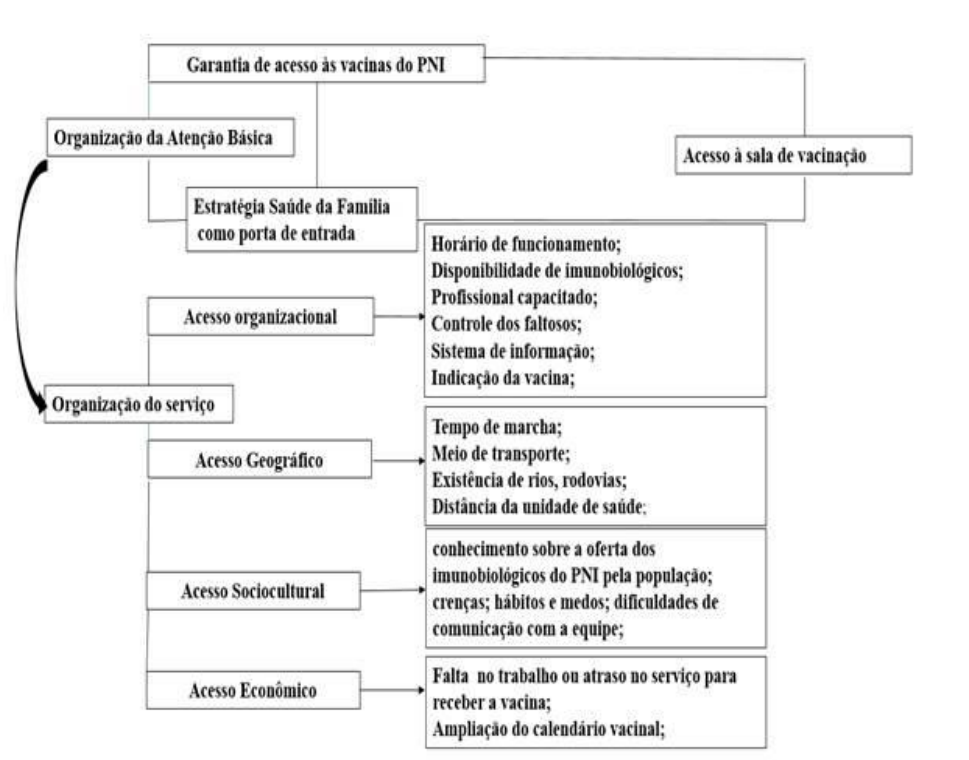 Garantia de acesso às vacinas do PNI
Organização da Atenção Básica
Acesso à sala de vacinação
Estratégia Saúde da Família
como porta de entrada
Horário de funcionamento;
Disponibilidade de imunobiológicos;
Profissional capacitado;
Controle dos faltosos;
Sistema de informação;
Indicação da vacina;
Acesso organizacional
Organização do serviço
Tempo de marcha;
Meio de transporte;
Existência de rios, rodovias;
Distância da unidade de saúde;
Acesso Geográfico
conhecimento sobre a oferta dos
imunobiológicos do PNI pela população;
crenças; hábitos e medos; dificuldades de
comunicação com a equipe;
Acesso Sociocultural
Falta no trabalho ou atraso no serviço para
receber a vacina;
Ampliação do calendário vacinal;
Acesso Econômico